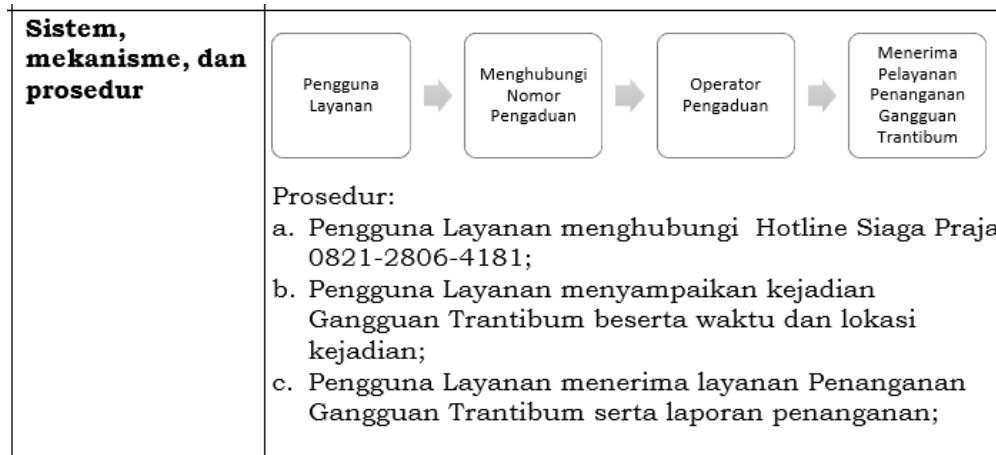 Sistem,
mekanisme, dan
prosedur
Pengguna
Layanan
Menghubungi
Nomor
Pengaduan
Operator
Pengaduan
Menerima
Pelayanan
Penanganan
Gangguan
Trantibum
Prosedur:
a. Pengguna Layanan menghubungi Hotline Siaga Praja
0821-2806-4181;
b. Pengguna Layanan menyampaikan kejadian
Gangguan Trantibum beserta waktu dan lokasi
kejadian;
c. Pengguna Layanan menerima layanan Penanganan
Gangguan Trantibum serta laporan penanganan;